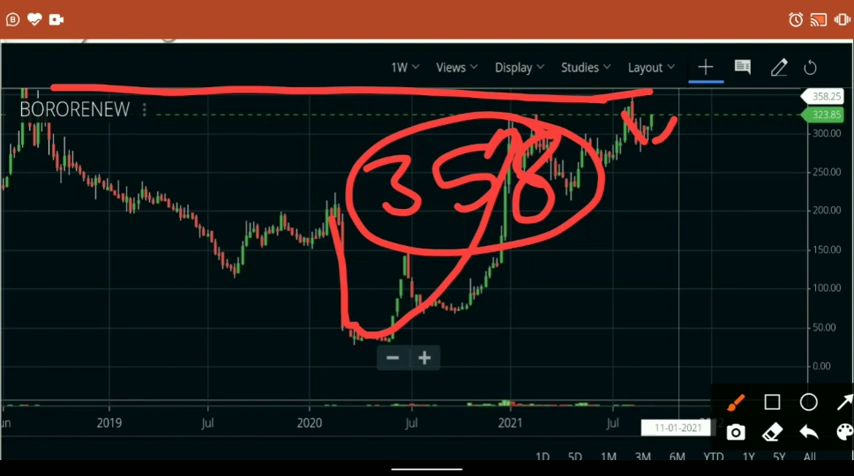 1W Views Display Studies Layout
BORORENEW
358.25
323.85
300.00
250.00
200.00
150.00
100.00
50.00
0.00
358
2019 Jul 2020 Jul 2021 Jul
11-01-2021
1D 5D 1M 3M 6M YTD 1Y 5Y All